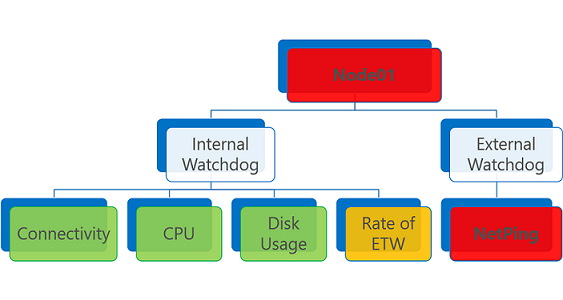 Node01
Internal
Watchdog
External
Watchdog
Connectivity
CPU
Disk
Usage
Rate of
ETW
NetPing